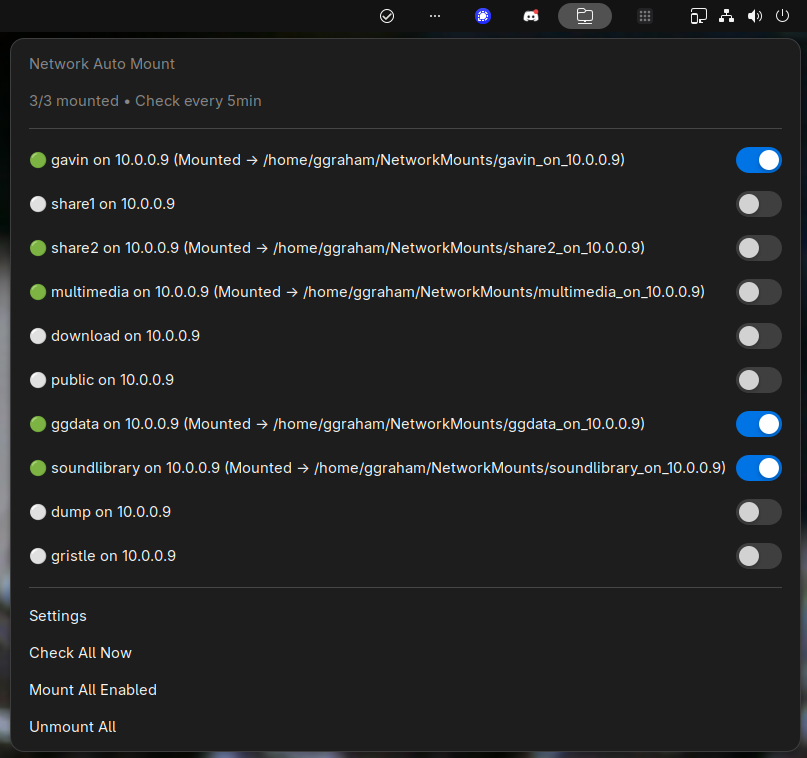 Network Auto Mount
3/3 mounted • Check every 5min
gavin on 10.0.0.9 (Mounted → /home/ggraham/NetworkMounts/gavin_on_10.0.0.9)
share1 on 10.0.0.9
share2 on 10.0.0.9 (Mounted → /home/ggraham/NetworkMounts/share2_on_10.0.0.9)
multimedia on 10.0.0.9 (Mounted → /home/ggraham/NetworkMounts/multimedia_on_10.0.0.9)
download on 10.0.0.9
public on 10.0.0.9
ggdata on 10.0.0.9 (Mounted → /home/ggraham/NetworkMounts/ggdata_on_10.0.0.9)
soundlibrary on 10.0.0.9 (Mounted → /home/ggraham/NetworkMounts/soundlibrary_on_10.0.0.9)
dump on 10.0.0.9
gristle on 10.0.0.9
Settings
Check All Now
Mount All Enabled
Unmount All